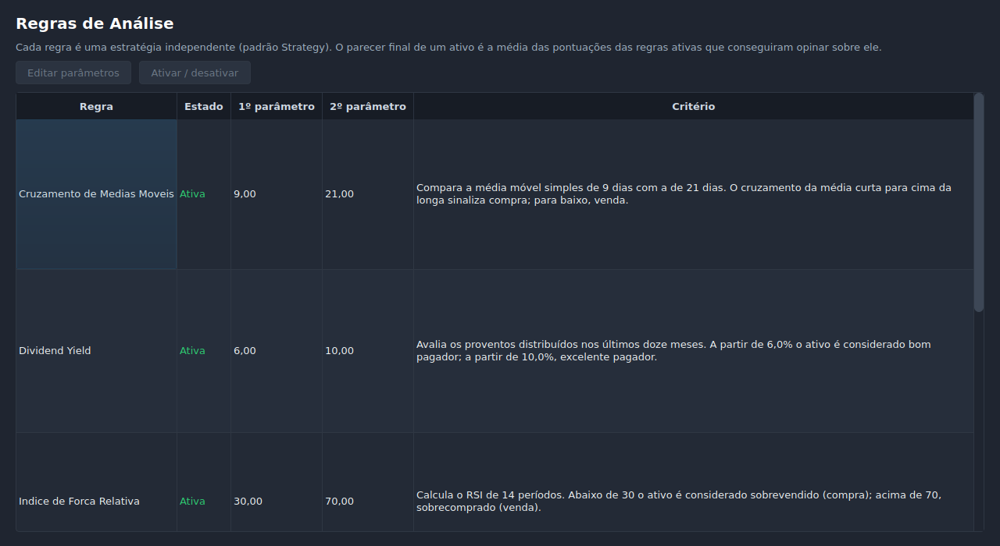 Regras de Análise
Cada regra é uma estratégia independente (padrão Strategy). O parecer final de um ativo é a média das pontuações das regras ativas que conseguiram opinar sobre ele.
Editar parâmetros Ativar / desativar
Regra Estado 1º parâmetro 2º parâmetro Critério
Cruzamento de Medias Moveis Ativa 9,00 21,00 Compara a média móvel simples de 9 dias com a de 21 dias. O cruzamento da média curta para cima da
longa sinaliza compra; para baixo, venda.
Dividend Yield Ativa 6,00 10,00 Avalia os proventos distribuídos nos últimos doze meses. A partir de 6,0% o ativo é considerado bom
pagador; a partir de 10,0%, excelente pagador.
Indice de Forca Relativa Ativa 30,00 70,00 Calcula o RSI de 14 períodos. Abaixo de 30 o ativo é considerado sobrevendido (compra); acima de 70,
sobrecomprado (venda).